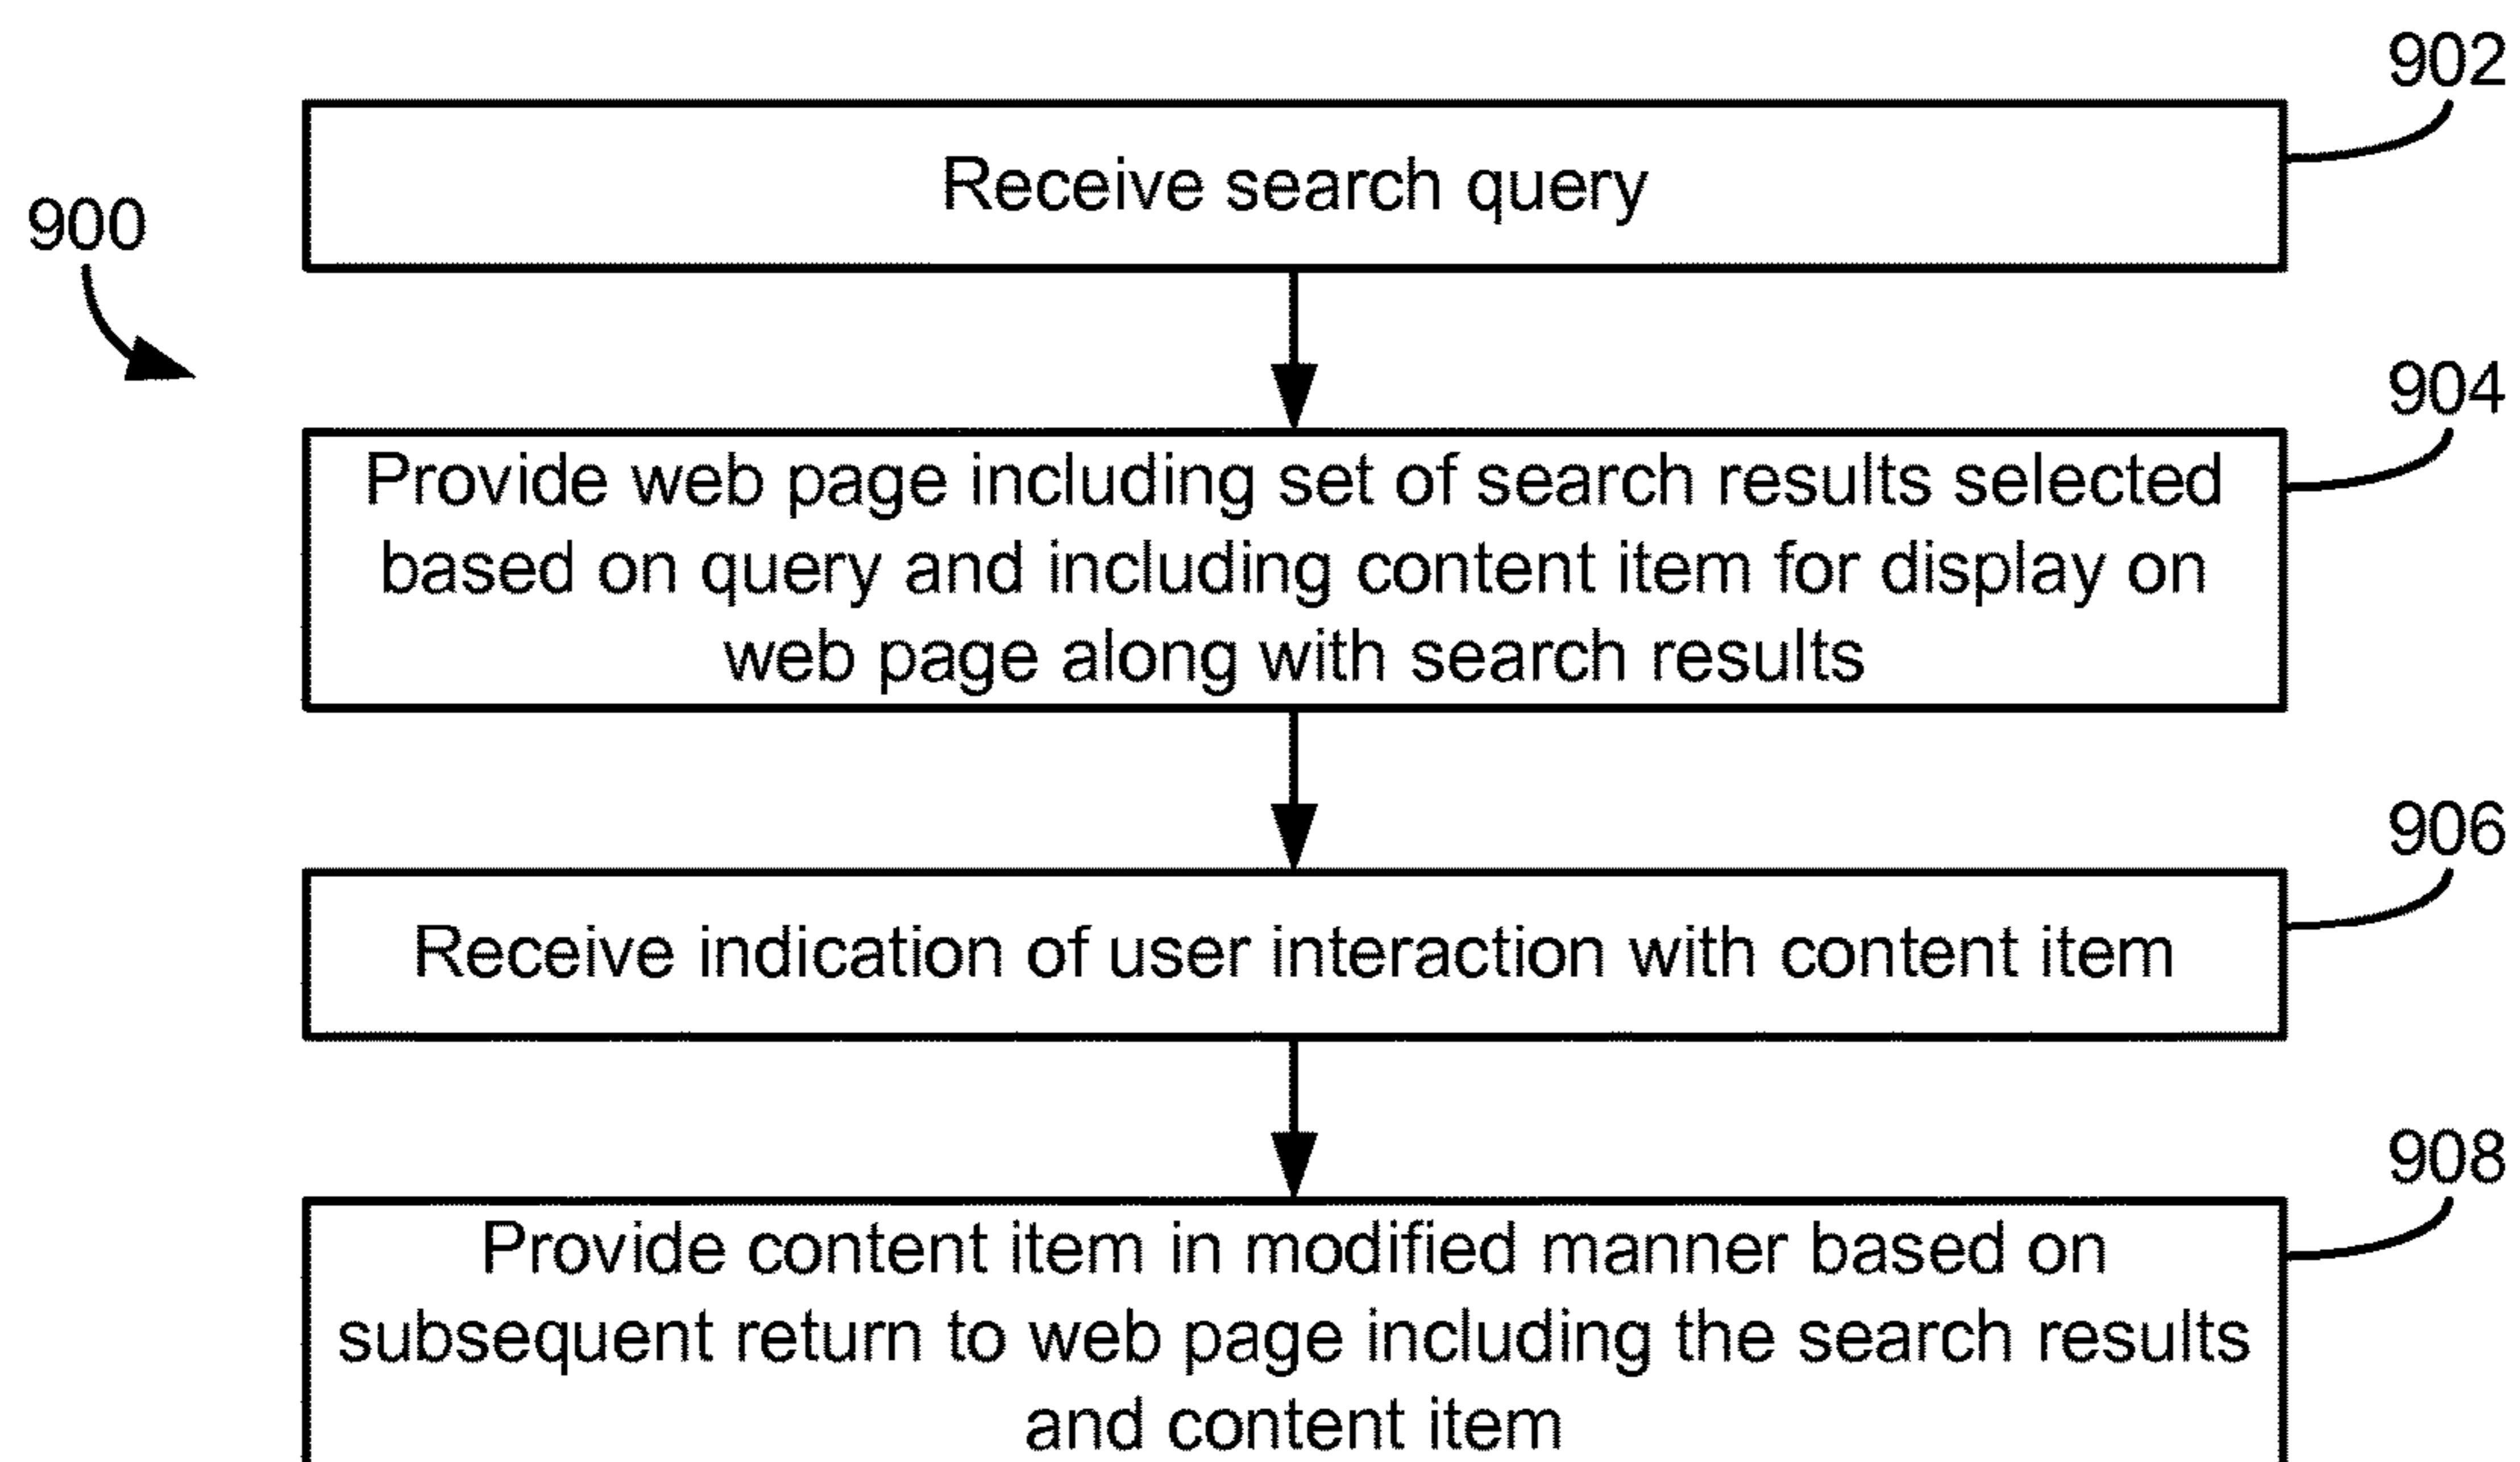 902
Receive search query
900
904
Provide web page including set of search results selected
based on query and including content item for display on
web page along with search results
906
Receive indication of user interaction with content item
908
Provide content item in modified manner based on
subsequent return to web page including the search results
and content item